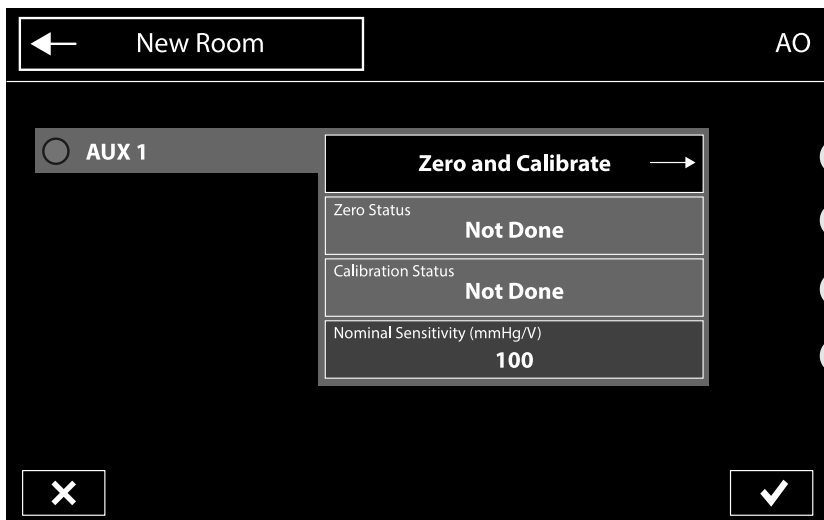 New Room
AO
AUX 1
Zero and Calibrate
Zero Status
Not Done
Calibration Status
Not Done
Nominal Sensitivity (mmHg/V)
100